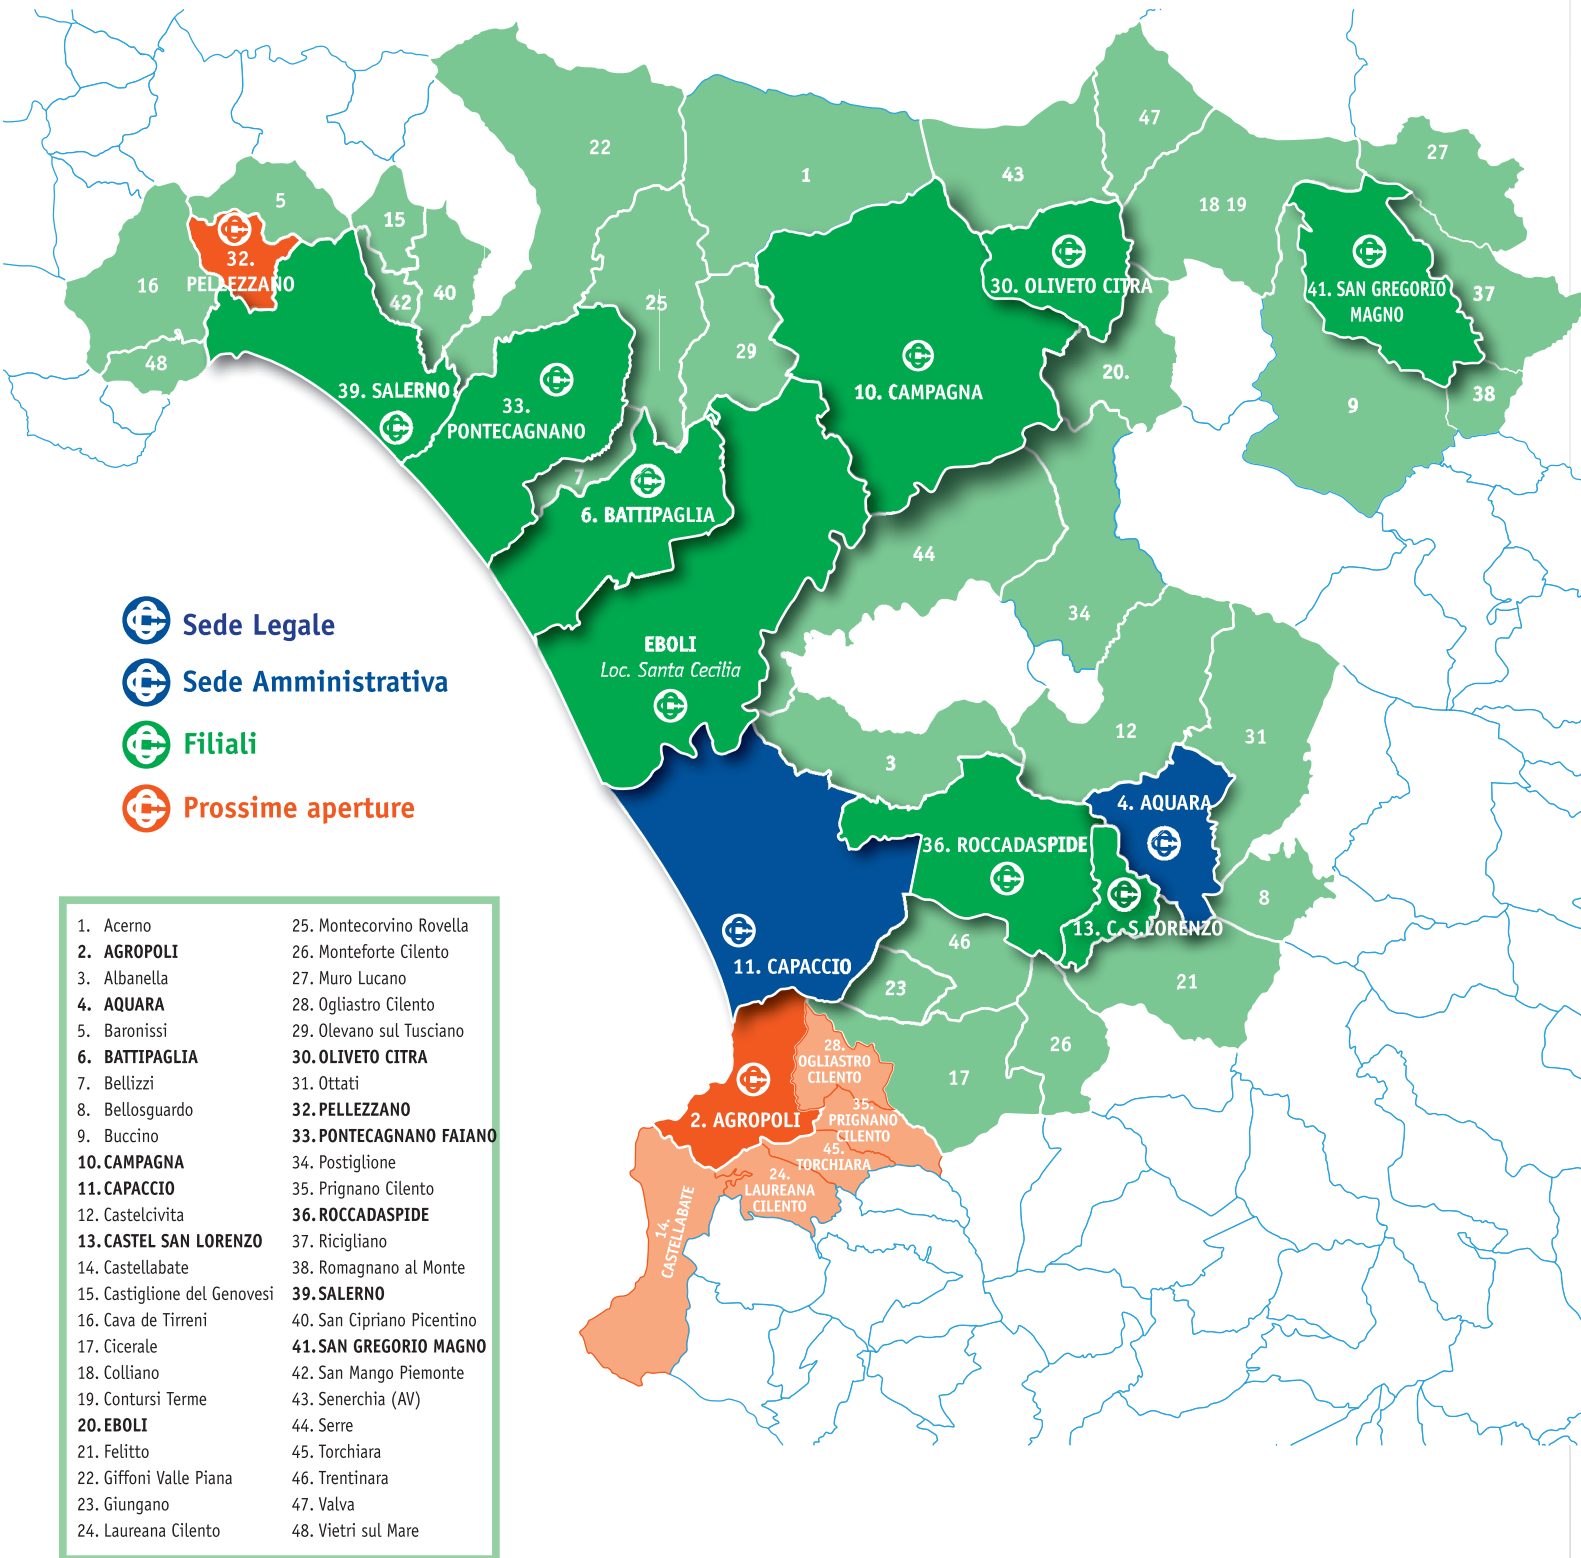 22
47
27
1
43
5
15
18 19
32.
PELLEZZANO
16
42
40
25
30. OLIVETO CITRA
41. SAN GREGORIO
MAGNO
37
48
29
20.
39. SALERNO
10. CAMPAGNA
33.
PONTECAGNANO
9
38
7
6. BATTIPAGLIA
44
34
EBOLI
Loc. Santa Cecilia
12
31
3
4. AQUARA
36. ROCCADASPIDE
8
13. C. S.LORENZO
46
11. CAPACCIO
23
21
28.
OGLIASTRO
CILENTO
26
17
2. AGROPOLI
35.
PRIGNANO
CILENTO
45.
TORCHIARA
24.
LAUREANA
CILENTO
14.
CASTELLABATE
Sede Legale
Sede Amministrativa
Filiali
Prossime aperture
1. Acerno
2. AGROPOLI
3. Albanella
4. AQUARA
5. Baronissi
6. BATTIPAGLIA
7. Bellizzi
8. Bellosguardo
9. Buccino
10. CAMPAGNA
11. CAPACCIO
12. Castelcivita
13. CASTEL SAN LORENZO
14. Castellabate
15. Castiglione del Genovesi
16. Cava de Tirreni
17. Cicerale
18. Colliano
19. Contursi Terme
20. EBOLI
21. Felitto
22. Giffoni Valle Piana
23. Giungano
24. Laureana Cilento
25. Montecorvino Rovella
26. Monteforte Cilento
27. Muro Lucano
28. Ogliastro Cilento
29. Olevano sul Tusciano
30. OLIVETO CITRA
31. Ottati
32. PELLEZZANO
33. PONTECAGNANO FAIANO
34. Postiglione
35. Prignano Cilento
36. ROCCADASPIDE
37. Ricigliano
38. Romagnano al Monte
39. SALERNO
40. San Cipriano Picentino
41. SAN GREGORIO MAGNO
42. San Mango Piemonte
43. Senerchia (AV)
44. Serre
45. Torchiara
46. Trentinara
47. Valva
48. Vietri sul Mare